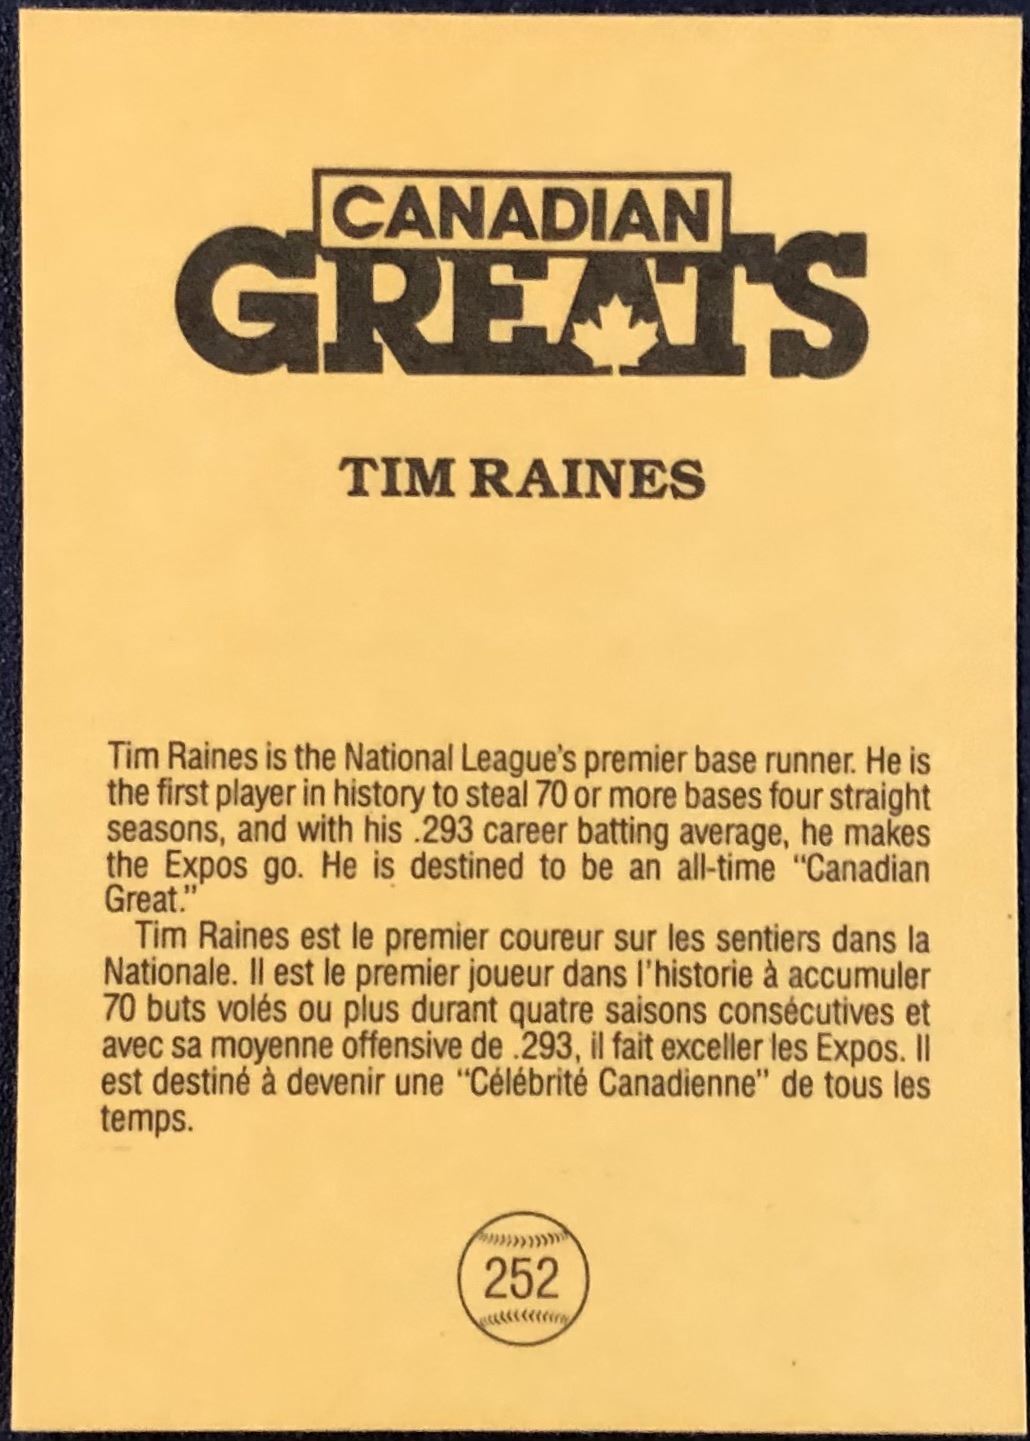 CANADIAN
GREATS
TIM RAINES
Tim Raines is the National League's premier base runner. He is
the first player in history to steal 70 or more bases four straight
seasons, and with his .293 career batting average, he makes
the Expos go. He is destined to be an all-time "Canadian
Great."
Tim Raines est le premier coureur sur les sentiers dans la
Nationale. Il est le premier joueur dans l'historie à accumuler
70 buts volés ou plus durant quatre saisons consécutives et
avec sa moyenne offensive de .293, il fait exceller les Expos. Il
est destiné à devenir une "Célébrité Canadienne" de tous les
temps.
252